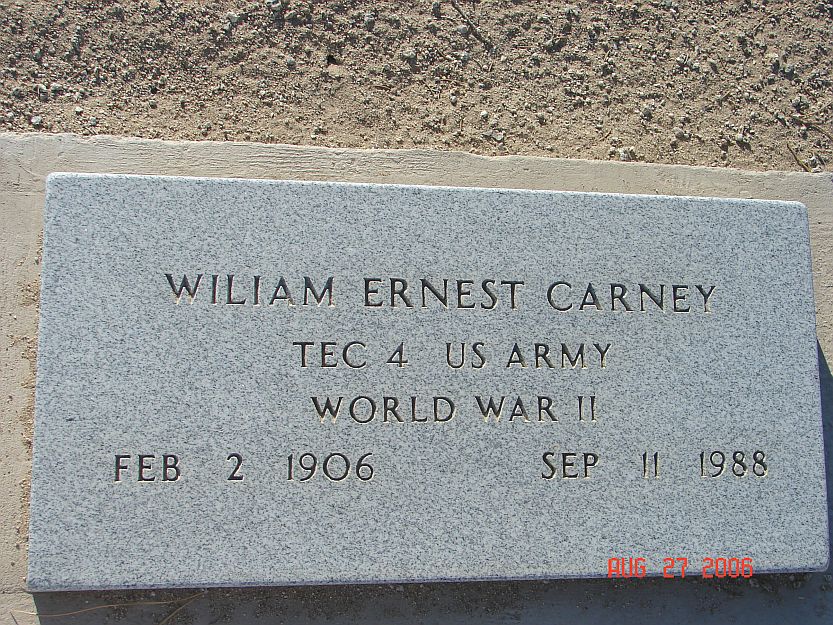 WILIAM ERNEST CARNEY
TEC 4 US ARMY
WORLD WAR II
FEB 2 1906 SEP 11 1988
AUG 27 2006